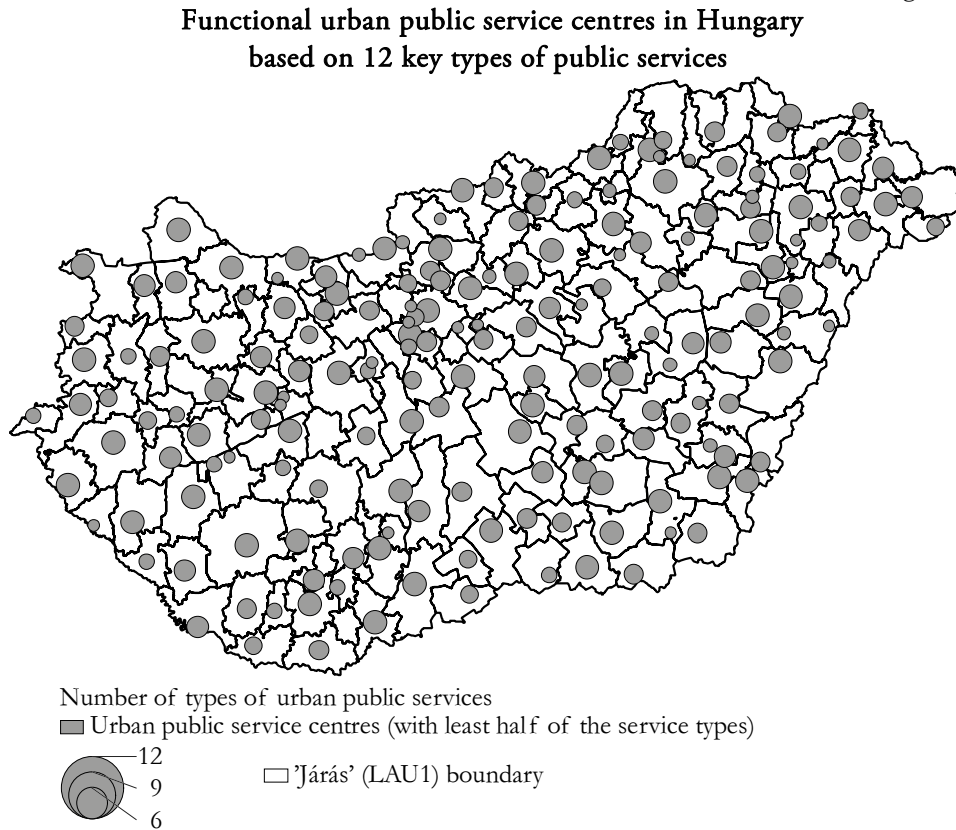 Functional urban public service centres in Hungary
based on 12 key types of public services
Number of types of urban public services
Urban public service centres (with least half of the service types)
12
9
6
'Járás' (LAU1) boundary